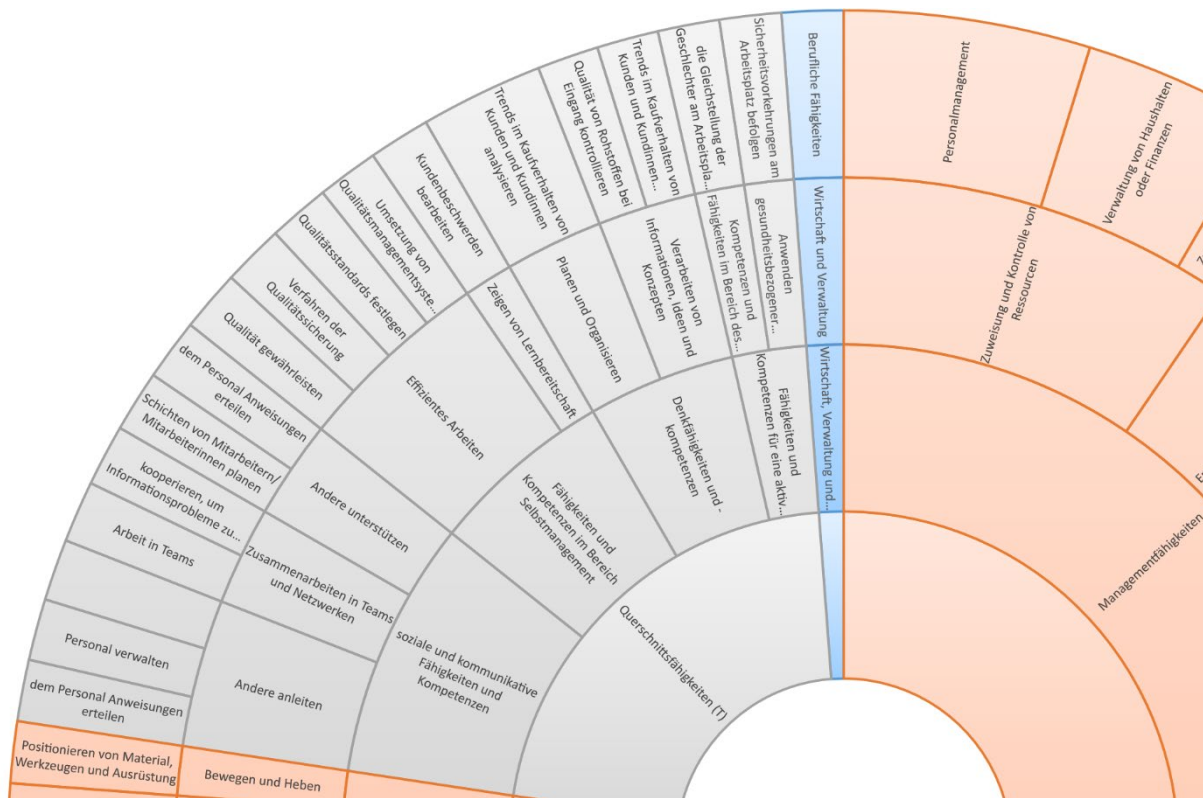 Berufliche Fähigkeiten
Sicherheitsvorkehrungen am
Arbeitsplatz befolgen
die Gleichstellung der
Geschlechter am Arbeitspla...
Trends im Kaufverhalten von
Kunden und Kundinnen...
Qualität von Rohstoffen bei
Eingang kontrollieren
Trends im Kaufverhalten von
Kunden und Kundinnen
analysieren
Kundenbeschwerden
bearbeiten
Umsetzung von
Qualitätsmanagementsyste...
Qualitätsstandards festlegen
Verfahren der
Qualitätssicherung
Qualität gewährleisten
dem Personal Anweisungen
erteilen
Schichten von Mitarbeitern/
Mitarbeiterinnen planen
kooperieren, um
Informationsprobleme zu...
Arbeit in Teams
Personal verwalten
dem Personal Anweisungen
erteilen
Positionieren von Material,
Werkzeugen und Ausrüstung
Wirtschaft und Verwaltung
Anwenden
gesundheitsbezogener...
Kompetenzen und
Fähigkeiten im Bereich des...
Verarbeiten von
Informationen, Ideen und
Konzepten
Planen und Organisieren
Zeigen von Lernbereitschaft
Effizientes Arbeiten
Andere unterstützen
Zusammenarbeiten in Teams
und Netzwerken
Andere anleiten
Bewegen und Heben
Wirtschaft, Verwaltung und...
Fähigkeiten und
Kompetenzen für eine aktiv...
Denkfähigkeiten und -
kompetenzen
Fähigkeiten und
Kompetenzen im Bereich
Selbstmanagement
soziale und kommunikative
Fähigkeiten und
Kompetenzen
Querschnittsfähigkeiten (T)
Personalmanagement
Verwaltung von Haushalten
oder Finanzen
Zuweisung und Kontrolle von
Ressourcen
Managementfähigkeiten